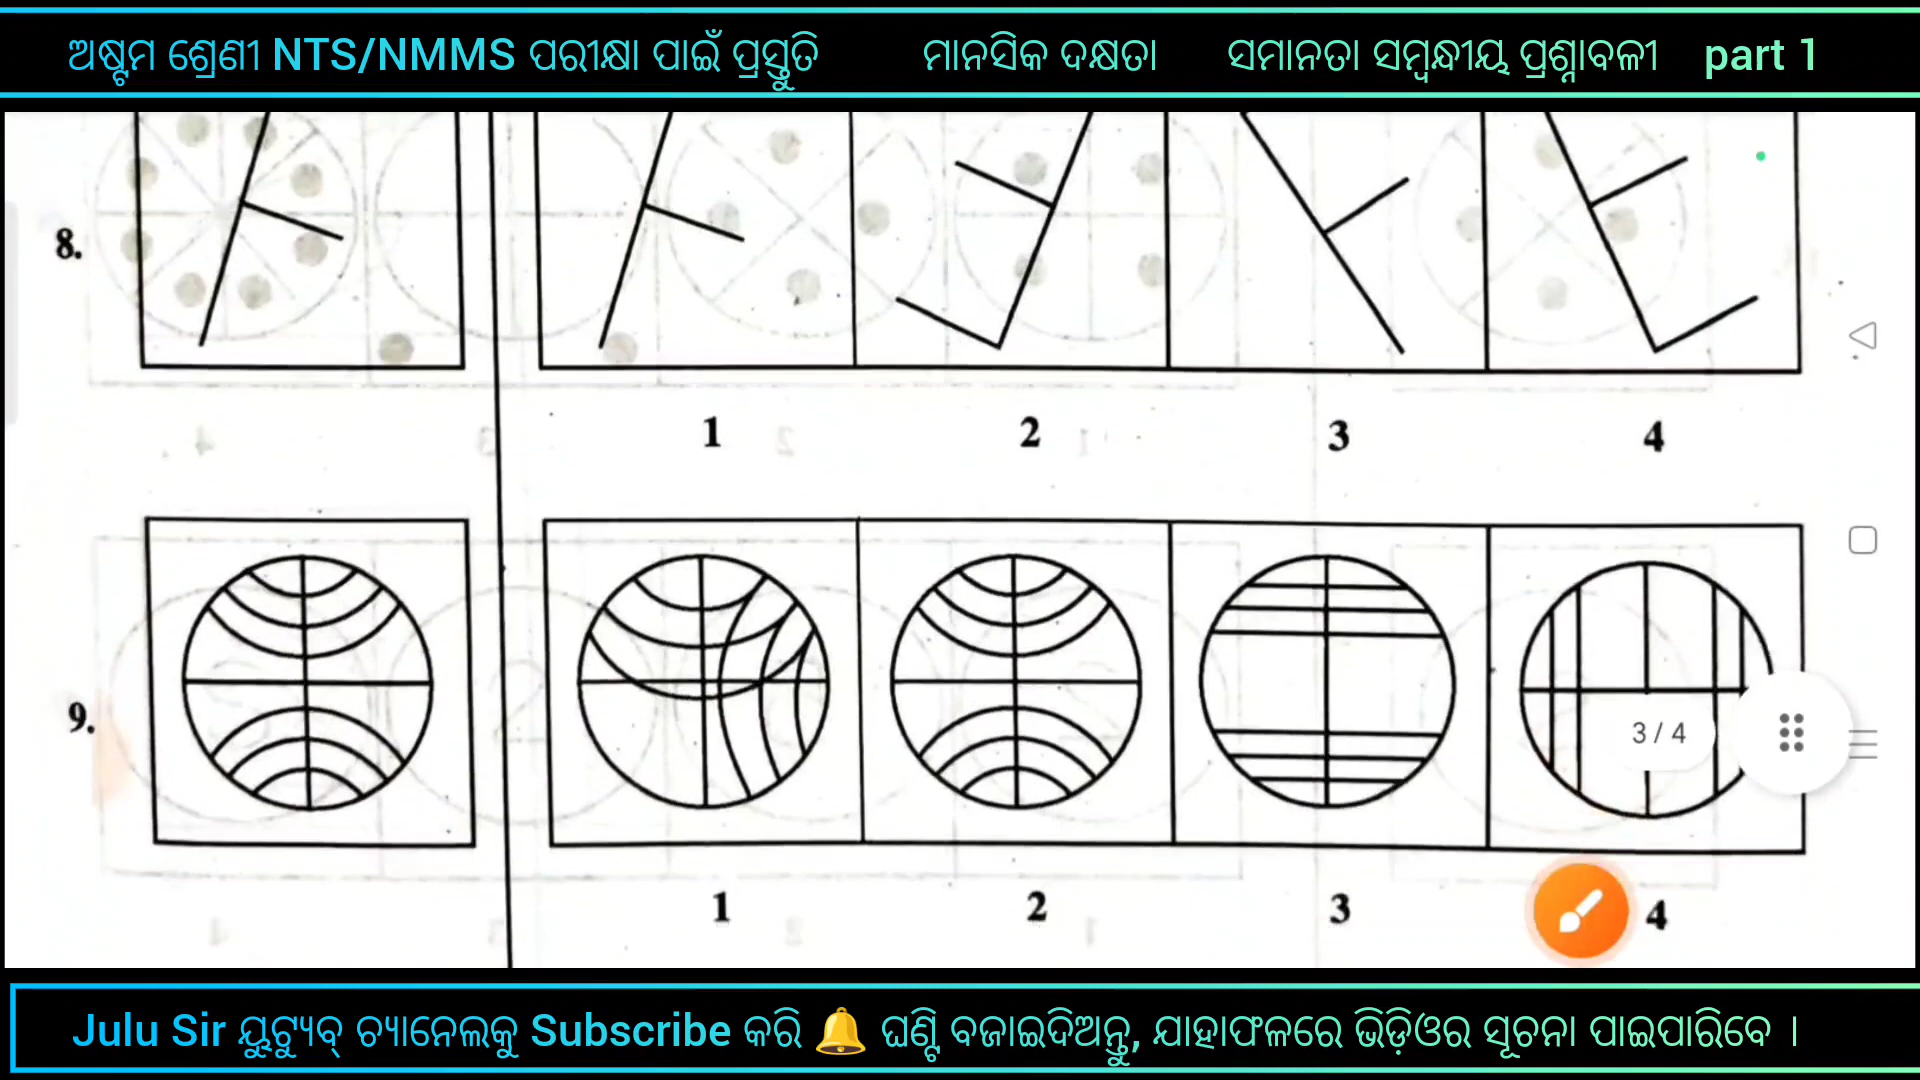 ଅଷ୍ଟମ ଶ୍ରେଣୀ NTS/NMMS ପରୀକ୍ଷା ପାଇଁ ପ୍ରସ୍ତୁତି ମାନସିକ ଦକ୍ଷତା ସମାନତା ସମ୍ବନ୍ଧୀୟ ପ୍ରଶ୍ନାବଳୀ part 1
8.
1 2 3 4
9.
3 / 4
1 2 3 4
Julu Sir ୟୁଟ୍ୟୁବ୍ ଚ୍ୟାନେଲକୁ Subscribe କରି 🔔 ଘଣ୍ଟି ବଜାଇଦିଅନ୍ତୁ, ଯାହାଫଳରେ ଭିଡ଼ିଓର ସୂଚନା ପାଇପାରିବେ ।